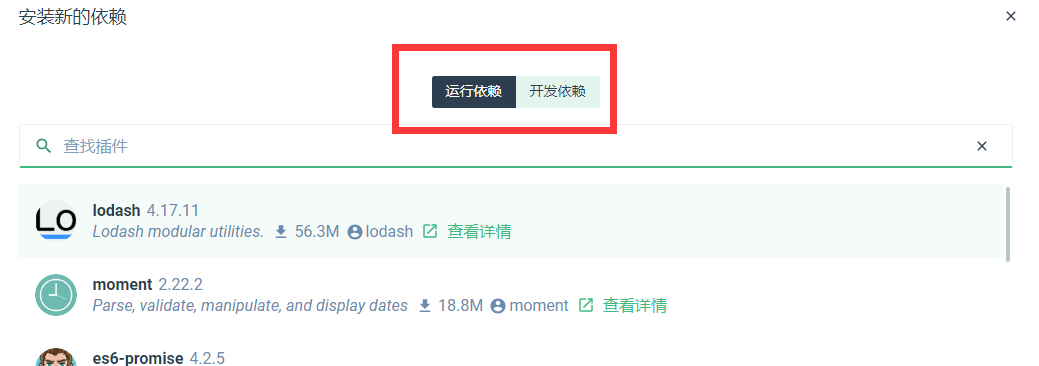 安装新的依赖
运行依赖 开发依赖
查找插件
LO
lodash 4.17.11
Lodash modular utilities. 56.3M lodash 查看详情
moment 2.22.2
Parse, validate, manipulate, and display dates 18.8M moment 查看详情
es6-promise 4.2.5